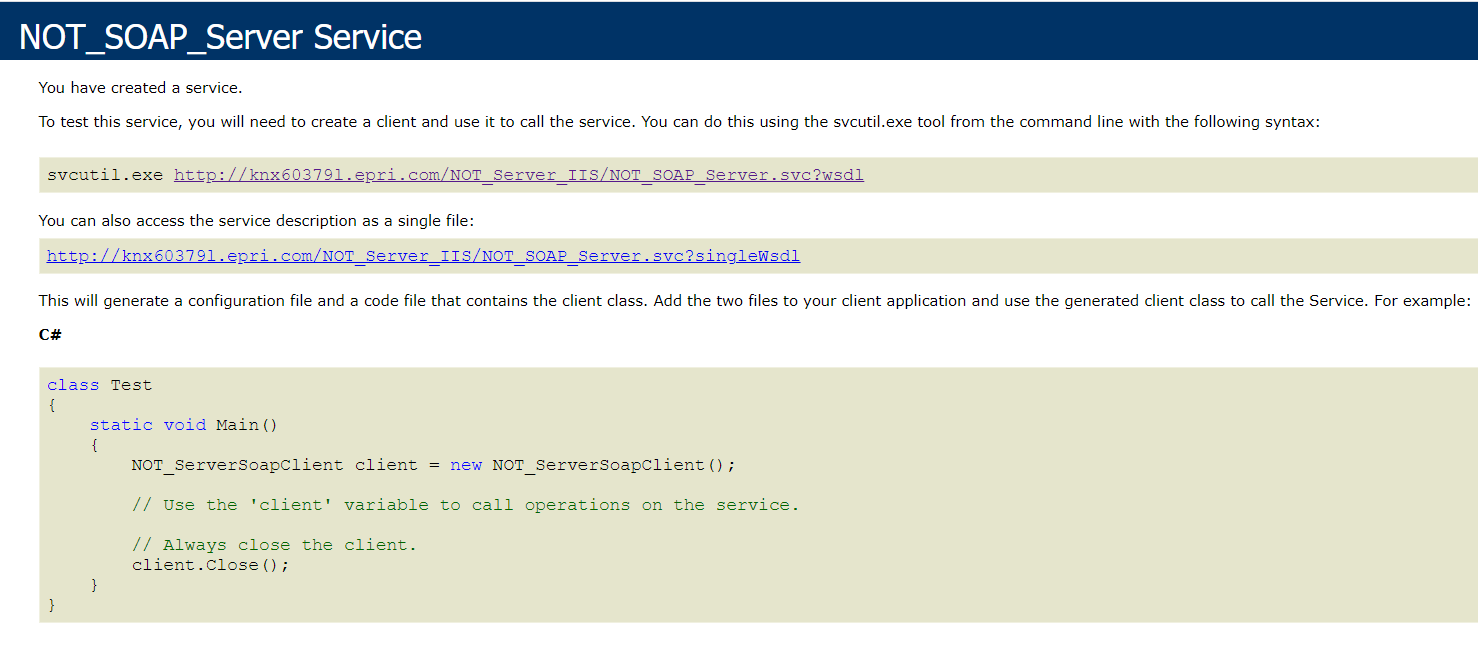 NOT_SOAP_Server Service
You have created a service.
To test this service, you will need to create a client and use it to call the service. You can do this using the svcutil.exe tool from the command line with the following syntax:
svcutil.exe http://knx60379l.epri.com/NOT_Server_IIS/NOT_SOAP_Server.svc?wsdl
You can also access the service description as a single file:
http://knx60379l.epri.com/NOT_Server_IIS/NOT_SOAP_Server.svc?singleWsdl
This will generate a configuration file and a code file that contains the client class. Add the two files to your client application and use the generated client class to call the Service. For example:
C#
class Test
{
    static void Main()
    {
        NOT_ServerSoapClient client = new NOT_ServerSoapClient();
        // Use the 'client' variable to call operations on the service.
        // Always close the client.
        client.Close();
    }
}